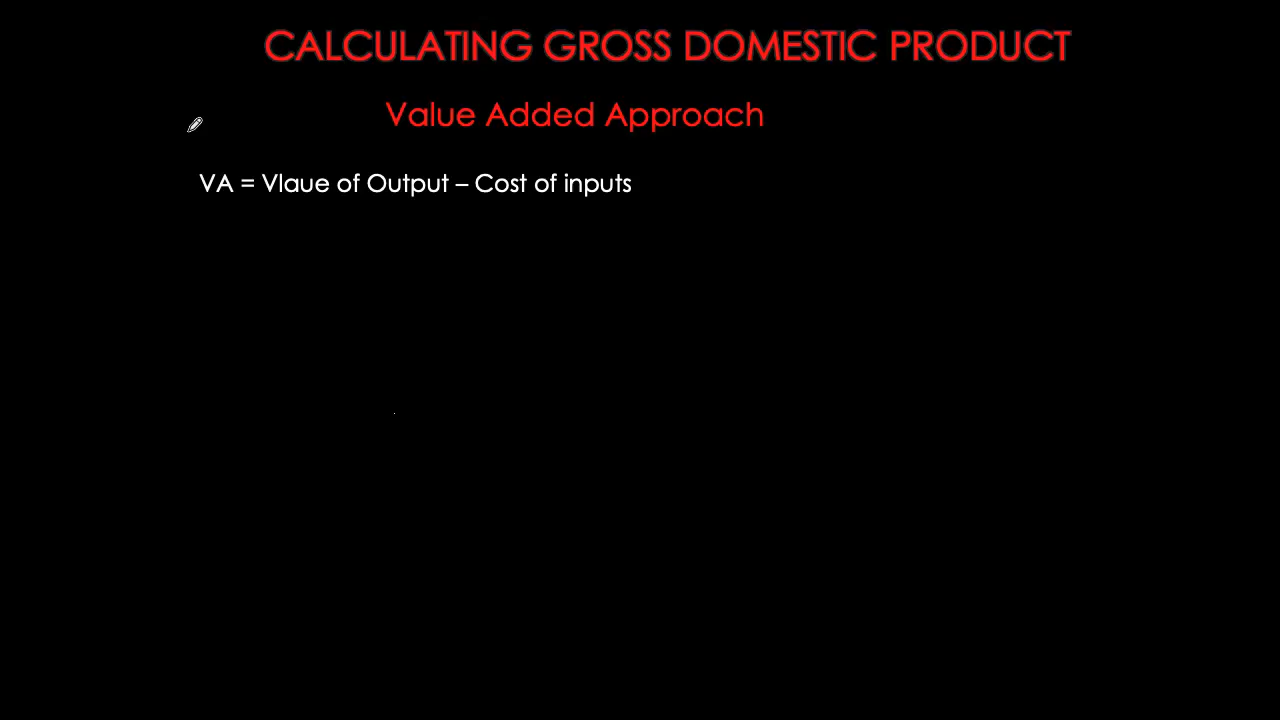 CALCULATING GROSS DOMESTIC PRODUCT
Value Added Approach
VA = Vlaue of Output – Cost of inputs